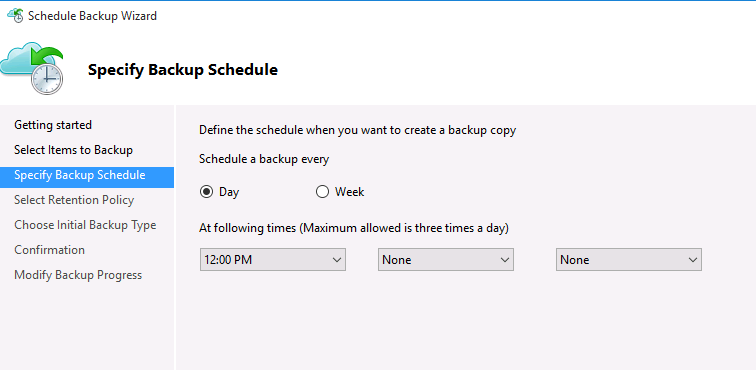 Schedule Backup Wizard
Specify Backup Schedule
Getting started
Select Items to Backup
Specify Backup Schedule
Select Retention Policy
Choose Initial Backup Type
Confirmation
Modify Backup Progress
Define the schedule when you want to create a backup copy
Schedule a backup every
Day Week
At following times (Maximum allowed is three times a day)
12:00 PM None None